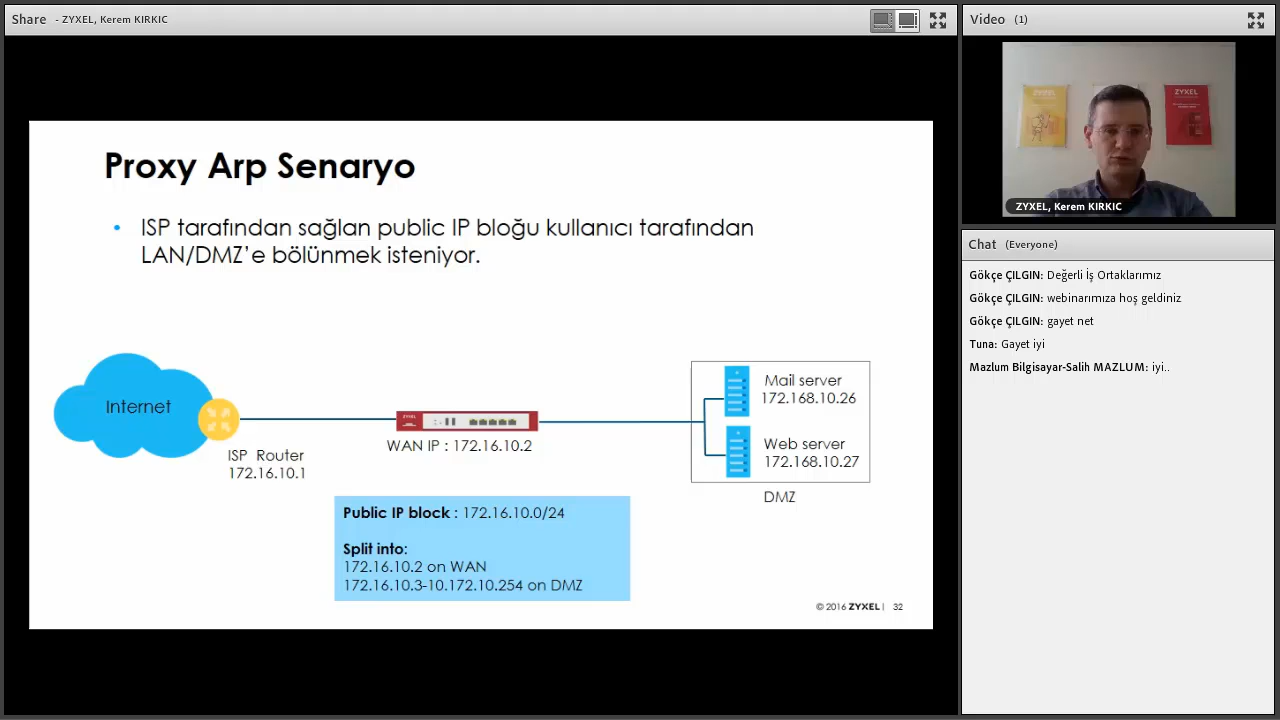 Share - ZYXEL, Kerem KIRKIC
Proxy Arp Senaryo
• ISP tarafından sağlan public IP bloğu kullanıcı tarafından
LAN/DMZ'e bölünmek isteniyor.
Internet
ISP Router
172.16.10.1
ZYXEL
WAN IP : 172.16.10.2
Mail server
172.168.10.26
Web server
172.168.10.27
DMZ
Public IP block : 172.16.10.0/24
Split into:
172.16.10.2 on WAN
172.16.10.3-10.172.10.254 on DMZ
© 2016 ZYXEL | 32
Video (1)
ZYXEL
ZYXEL
ZYXEL, Kerem KIRKIC
Chat (Everyone)
Gökçe ÇILGIN: Değerli İş Ortaklarımız
Gökçe ÇILGIN: webinarımıza hoş geldiniz
Gökçe ÇILGIN: gayet net
Tuna: Gayet iyi
Mazlum Bilgisayar-Salih MAZLUM: iyi..